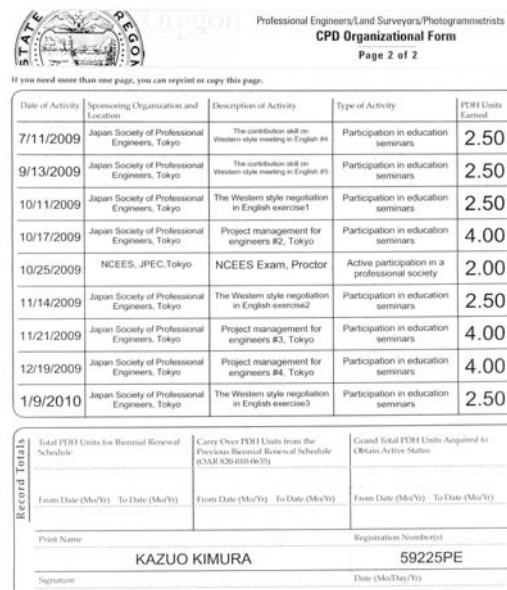 STATE OREGO
Oregon
Professional Engineers/Land Surveyors/Photogrammetrists
CPD Organizational Form
Page 2 of 2
If you need more than one page, you can reprint or copy this page.
Date of Activity Sponsoring Organization and Location Description of Activity Type of Activity PDH Units Earned
7/11/2009 Japan Society of Professional Engineers, Tokyo The contribution skill on Western-style meeting in English #4 Participation in education seminars 2.50
9/13/2009 Japan Society of Professional Engineers, Tokyo The contribution skill on Western-style meeting in English #5 Participation in education seminars 2.50
10/11/2009 Japan Society of Professional Engineers, Tokyo The Western style negotiation in English exercise1 Participation in education seminars 2.50
10/17/2009 Japan Society of Professional Engineers, Tokyo Project management for engineers #2, Tokyo Participation in education seminars 4.00
10/25/2009 NCEES, JPEC,Tokyo NCEES Exam, Proctor Active participation in a professional society 2.00
11/14/2009 Japan Society of Professional Engineers, Tokyo The Western style negotiation in English exercise2 Participation in education seminars 2.50
11/21/2009 Japan Society of Professional Engineers, Tokyo Project management for engineers #3, Tokyo Participation in education seminars 4.00
12/19/2009 Japan Society of Professional Engineers, Tokyo Project management for engineers #4, Tokyo Participation in education seminars 4.00
1/9/2010 Japan Society of Professional Engineers, Tokyo The Western style negotiation in English exercise3 Participation in education seminars 2.50
Record Totals
Total PDH Units for Biennial Renewal Schedule
Carry Over PDH Units from the Previous Biennial Renewal Schedule (OAR 820-010-0635)
Grand Total PDH Units Acquired to Obtain Active Status
From Date (Mo/Yr) To Date (Mo/Yr) From Date (Mo/Yr) To Date (Mo/Yr) From Date (Mo/Yr) To Date (Mo/Yr)
Print Name Registration Number(s)
KAZUO KIMURA 59225PE
Signature Date (Mo/Day/Yr)